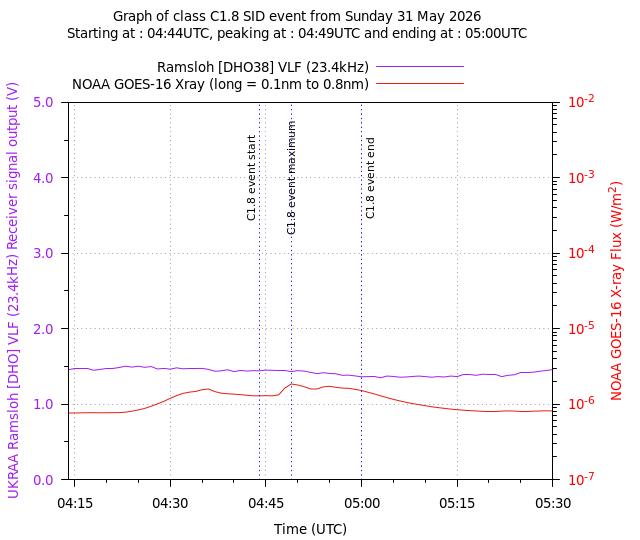 Graph of class C1.8 SID event from Sunday 31 May 2026
Starting at : 04:44UTC, peaking at : 04:49UTC and ending at : 05:00UTC
Ramsloh [DHO38] VLF (23.4kHz)
NOAA GOES-16 Xray (long = 0.1nm to 0.8nm)
UKRAA Ramsloh [DHO] VLF (23.4kHz) Receiver signal output (V)
5.0
4.0
3.0
2.0
1.0
0.0
C1.8 event start
C1.8 event maximum
C1.8 event end
10-2
10-3
10-4
10-5
10-6
10-7
NOAA GOES-16 X-ray Flux (W/m2)
04:15 04:30 04:45 05:00 05:15 05:30
Time (UTC)